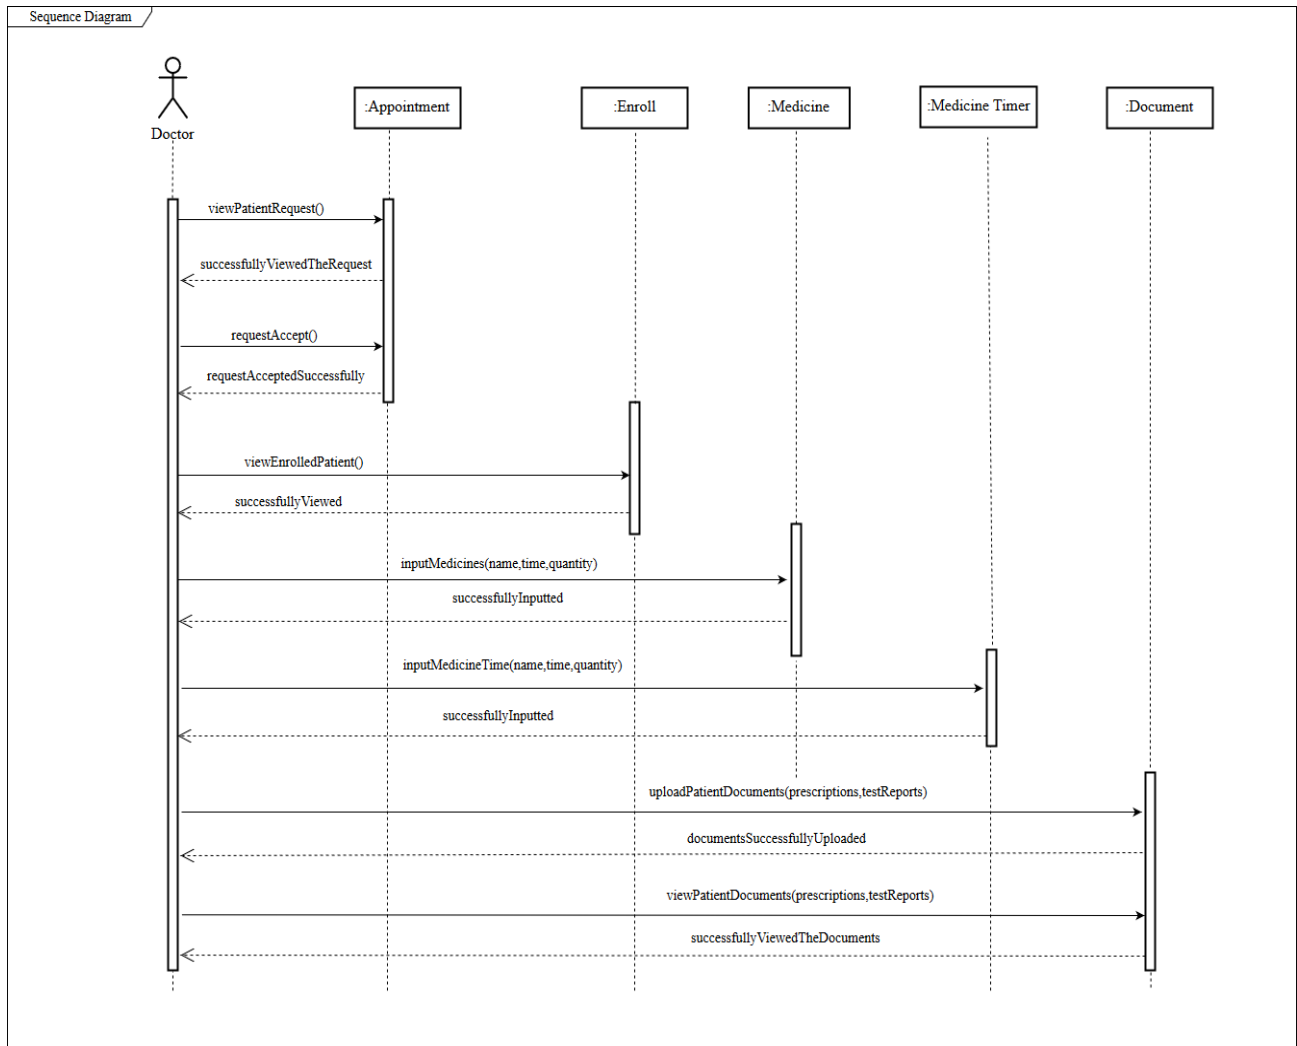 Sequence Diagram
Doctor
:Appointment
:Enroll
:Medicine
:Medicine Timer
:Document
viewPatientRequest()
successfullyViewedTheRequest
requestAccept()
requestAcceptedSuccessfully
viewEnrolledPatient()
successfullyViewed
inputMedicines(name,time,quantity)
successfullyInputted
inputMedicineTime(name,time,quantity)
successfullyInputted
uploadPatientDocuments(prescriptions,testReports)
documentsSuccessfullyUploaded
viewPatientDocuments(prescriptions,testReports)
successfullyViewedTheDocuments